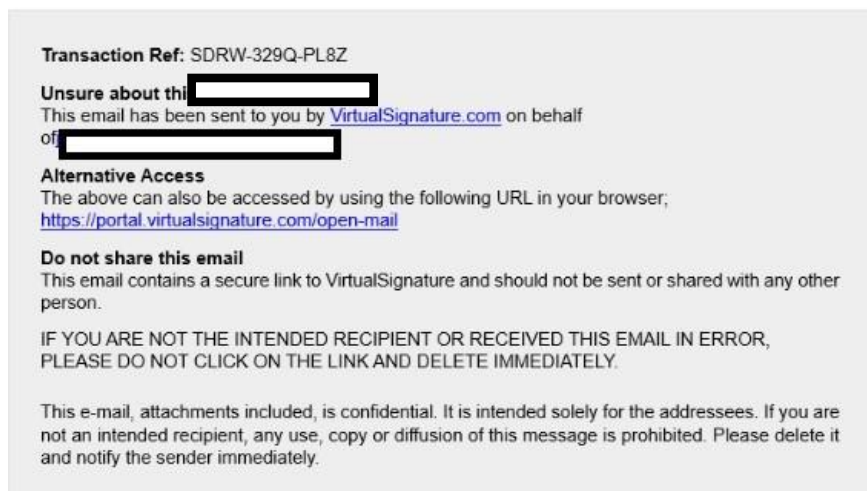 Transaction Ref: SDRW-329Q-PL8Z
Unsure about thi
This email has been sent to you by VirtualSignature.com on behalf
of
Alternative Access
The above can also be accessed by using the following URL in your browser;
https://portal.virtualsignature.com/open-mail
Do not share this email
This email contains a secure link to VirtualSignature and should not be sent or shared with any other
person.
IF YOU ARE NOT THE INTENDED RECIPIENT OR RECEIVED THIS EMAIL IN ERROR,
PLEASE DO NOT CLICK ON THE LINK AND DELETE IMMEDIATELY.
This e-mail, attachments included, is confidential. It is intended solely for the addressees. If you are
not an intended recipient, any use, copy or diffusion of this message is prohibited. Please delete it
and notify the sender immediately.